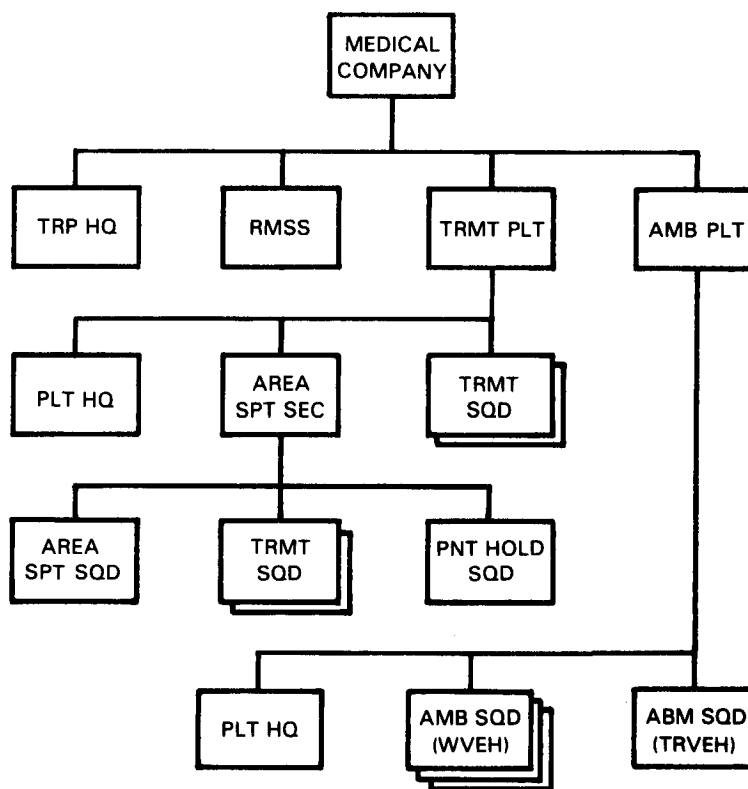 MEDICAL
COMPANY
TRP HQ
RMSS
TRMT PLT
AMB PLT
PLT HQ
AREA
SPT SEC
TRMT
SQD
AREA
SPT SQD
TRMT
SQD
PNT HOLD
SQD
PLT HQ
AMB SQD
(WVEH)
ABM SQD
(TRVEH)